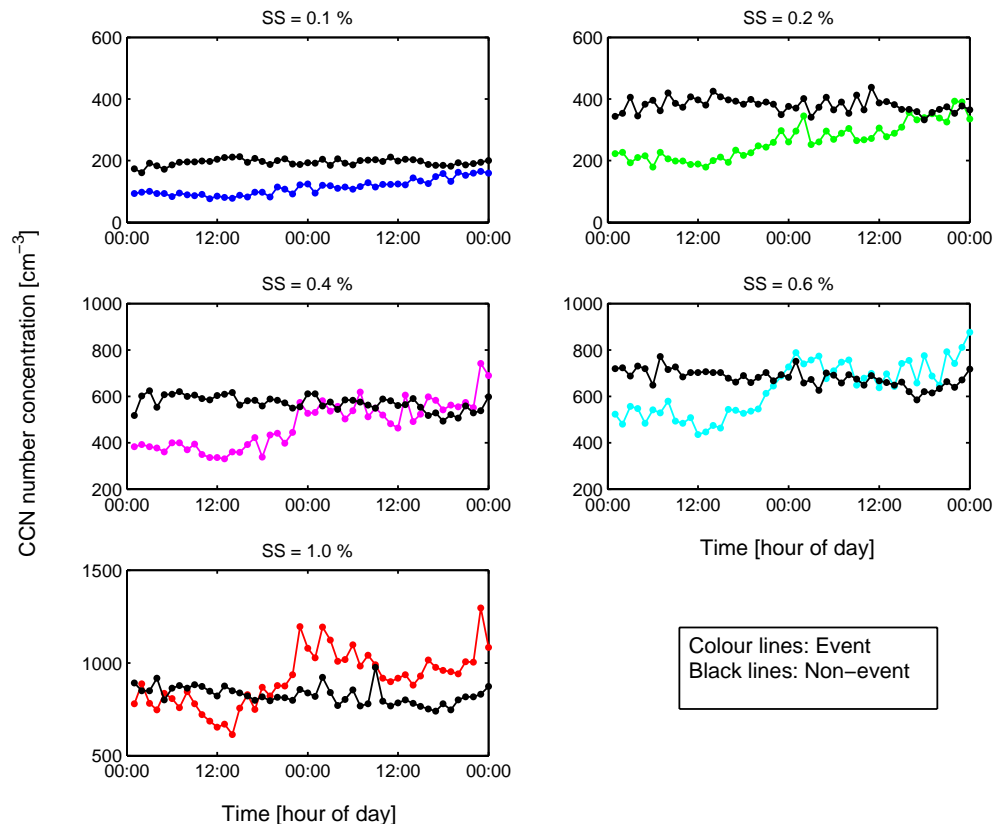 SS = 0.1 %
600
400
200
0
00:00 12:00 00:00 12:00 00:00
SS = 0.2 %
600
400
200
0
00:00 12:00 00:00 12:00 00:00
SS = 0.4 %
1000
800
600
400
200
00:00 12:00 00:00 12:00 00:00
SS = 0.6 %
1000
800
600
400
200
00:00 12:00 00:00 12:00 00:00
Time [hour of day]
CCN number concentration [cm−3]
SS = 1.0 %
1500
1000
500
00:00 12:00 00:00 12:00 00:00
Time [hour of day]
Colour lines: Event
Black lines: Non−event